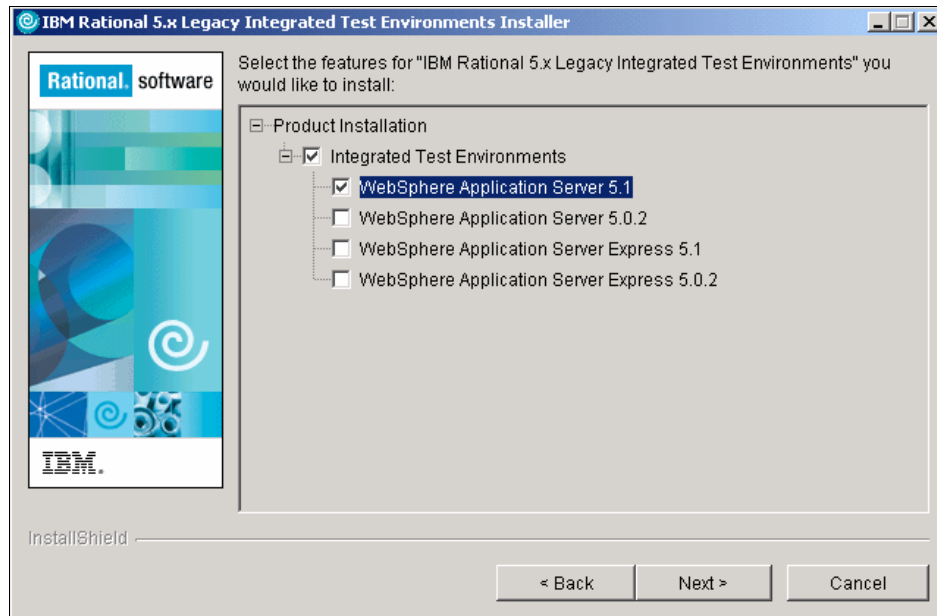 IBM Rational 5.x Legacy Integrated Test Environments Installer
Rational. software
Select the features for "IBM Rational 5.x Legacy Integrated Test Environments" you
would like to install:
Product Installation
Integrated Test Environments
WebSphere Application Server 5.1
WebSphere Application Server 5.0.2
WebSphere Application Server Express 5.1
WebSphere Application Server Express 5.0.2
IBM.
InstallShield
< Back
Next >
Cancel